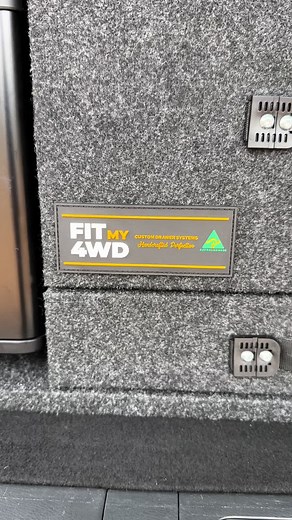 FIT MY
4WD
CUSTOM DRAWER SYSTEMS
Handcrafted Perfection